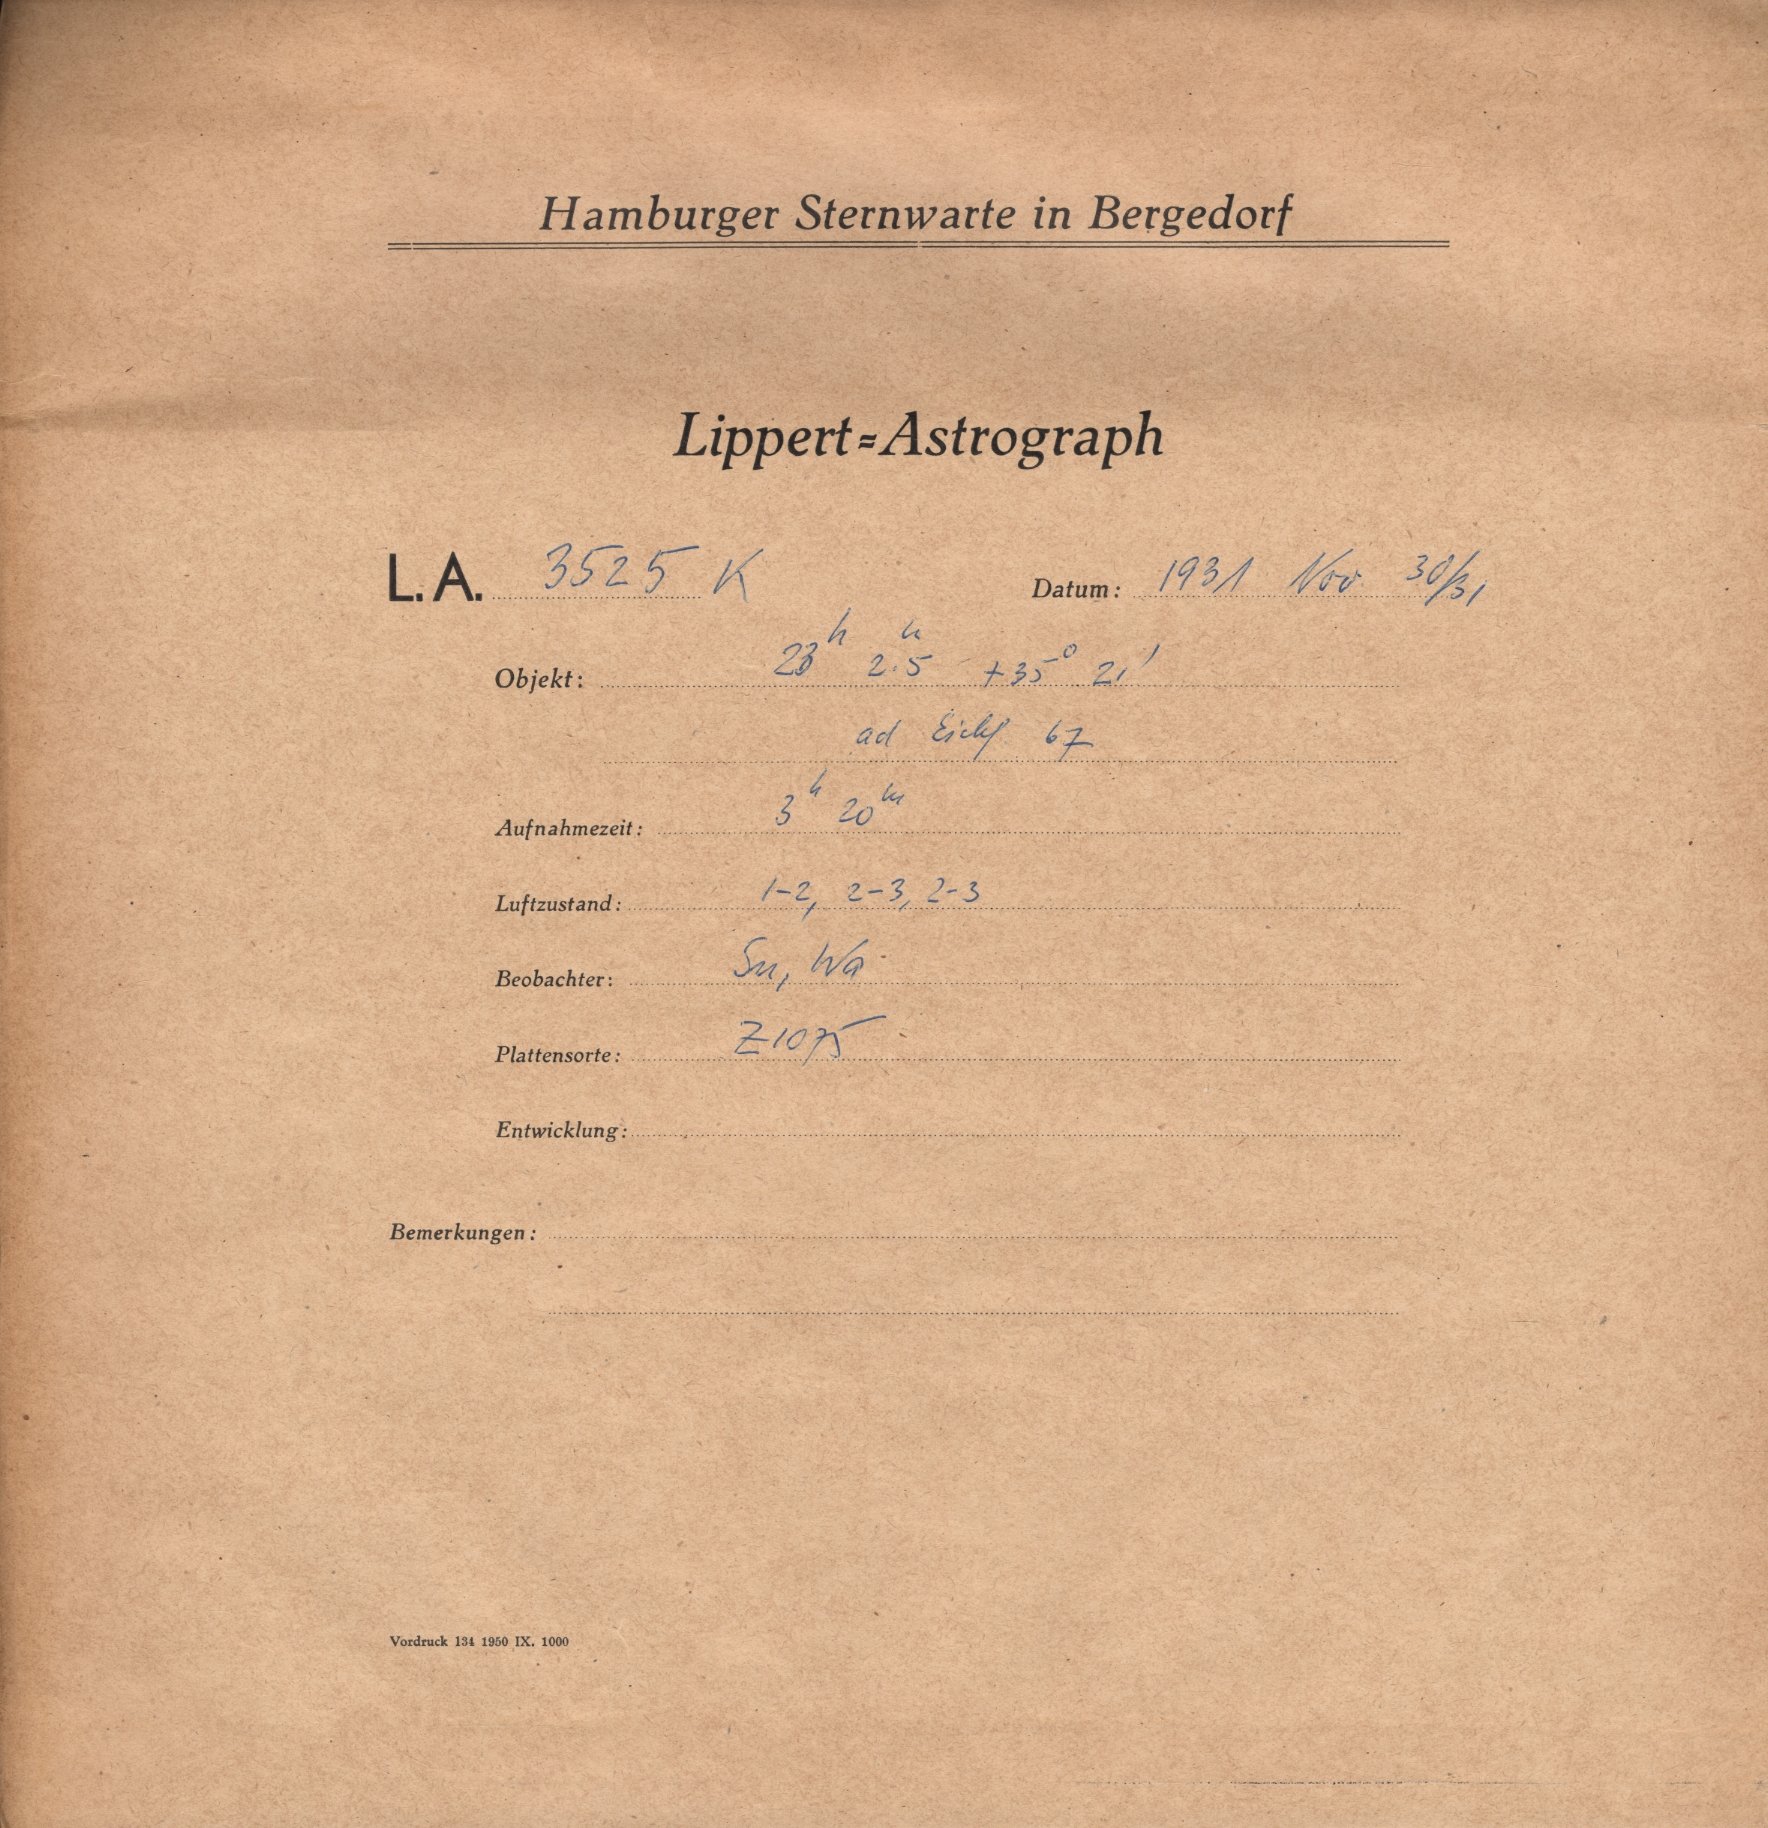 Hamburger Sternwarte in Bergedorf
Lippert=Astrograph
L.A. 3525 K Datum: 1931 Nov 30/31
Objekt: 23h 2.5m +35° 21'
ad 67
Aufnahmezeit: 3h 20m
Luftzustand: 1-2, 2-3, 2-3
Beobachter: Sn, Wa
Plattensorte: Z1075
Entwicklung:
Bemerkungen:
Vordruck 134 1950 IX. 1000